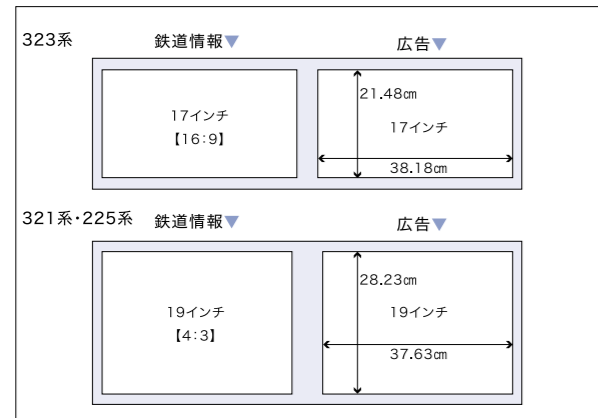 323系
鉄道情報▼
広告▼
17インチ
【16:9】
21.48㎝
17インチ
38.18㎝
321系・225系
鉄道情報▼
広告▼
19インチ
【4:3】
28.23㎝
19インチ
37.63㎝